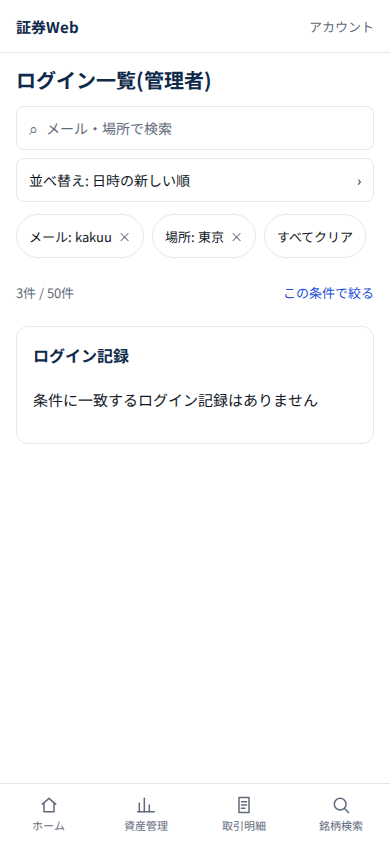 証券Web アカウント
ログイン一覧(管理者)
メール・場所で検索
並べ替え: 日時の新しい順 ›
メール: kakuu × 場所: 東京 × すべてクリア
3件 / 50件 この条件で絞る
ログイン記録
条件に一致するログイン記録はありません
ホーム 資産管理 取引明細 銘柄検索